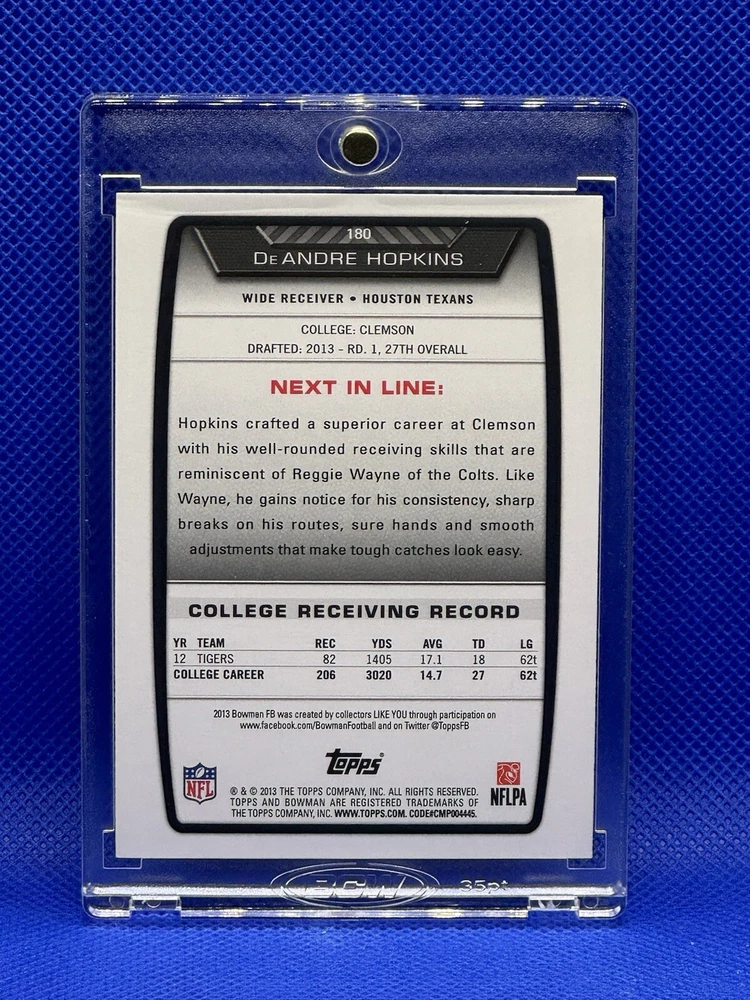 180
DeANDRE HOPKINS
WIDE RECEIVER • HOUSTON TEXANS
COLLEGE: CLEMSON
DRAFTED: 2013 - RD. 1, 27TH OVERALL
NEXT IN LINE:
Hopkins crafted a superior career at Clemson
with his well-rounded receiving skills that are
reminiscent of Reggie Wayne of the Colts. Like
Wayne, he gains notice for his consistency, sharp
breaks on his routes, sure hands and smooth
adjustments that make tough catches look easy.
COLLEGE RECEIVING RECORD
YR TEAM REC YDS AVG TD LG
12 TIGERS 82 1405 17.1 18 62t
COLLEGE CAREER 206 3020 14.7 27 62t
2013 Bowman FB was created by collectors LIKE YOU through participation on
www.facebook.com/BowmanFootball and on Twitter @ToppsFB
Topps®
NFL
NFLPA
® & © 2013 THE TOPPS COMPANY, INC. ALL RIGHTS RESERVED.
TOPPS AND BOWMAN ARE REGISTERED TRADEMARKS OF
THE TOPPS COMPANY, INC. WWW.TOPPS.COM. CODE#CMP004445.
BCW 35pt